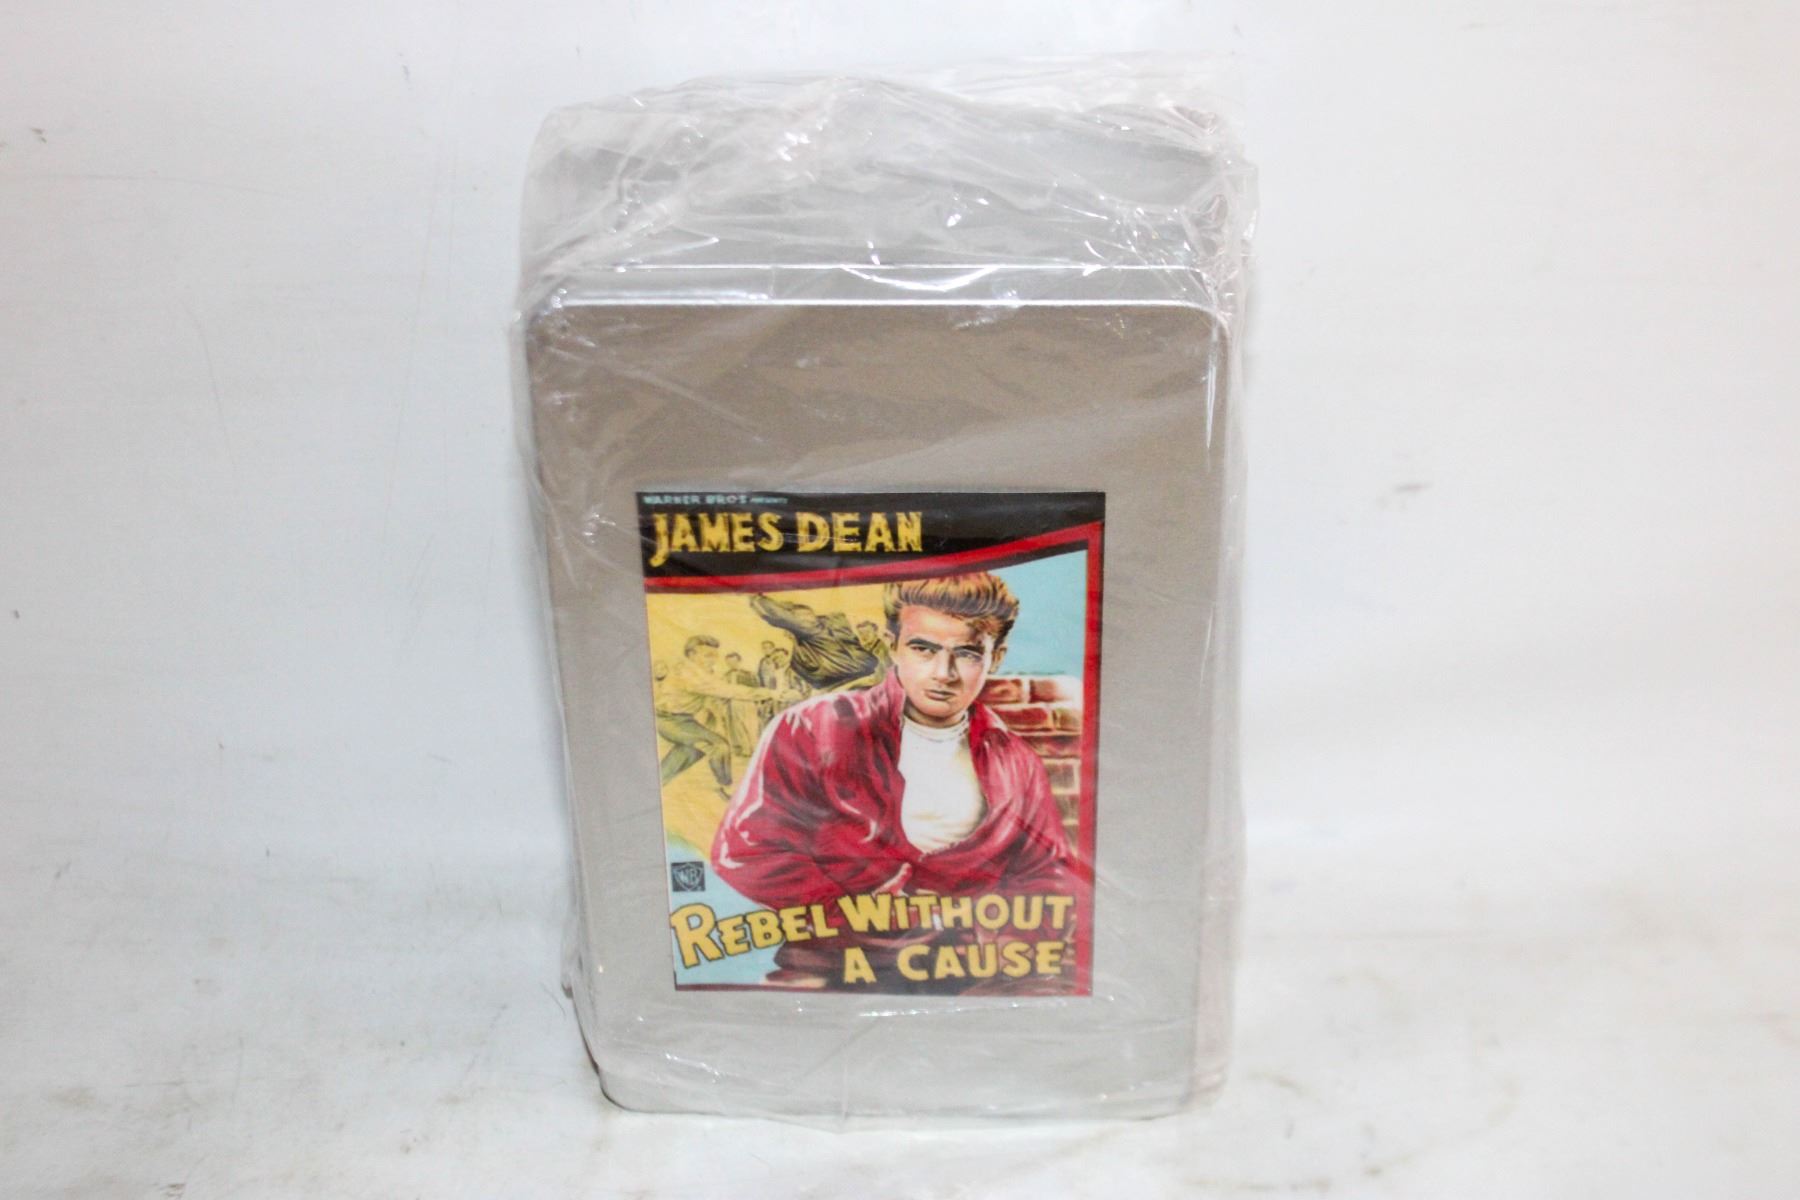 WARNER BROS PRESENTS
JAMES DEAN
WB
REBEL WITHOUT
A CAUSE